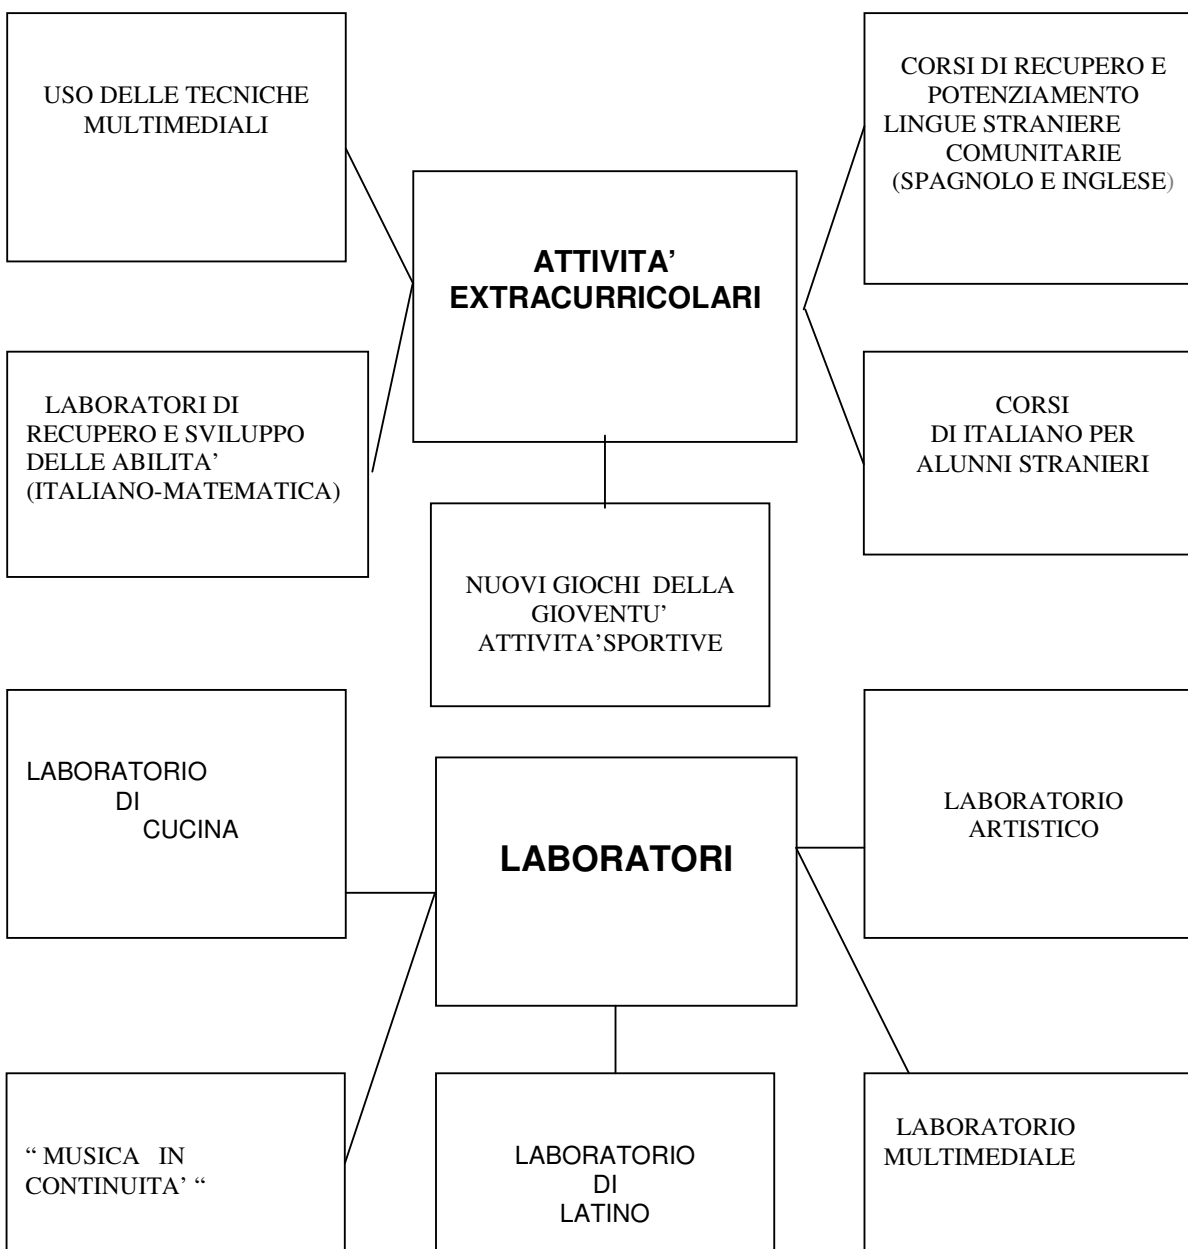 USO DELLE TECNICHE
MULTIMEDIALI
CORSI DI RECUPERO E
POTENZIAMENTO
LINGUE STRANIERE
COMUNITARIE
(SPAGNOLO E INGLESE)
ATTIVITA’
EXTRACURRICOLARI
LABORATORI DI
RECUPERO E SVILUPPO
DELLE ABILITA’
(ITALIANO-MATEMATICA)
CORSI
DI ITALIANO PER
ALUNNI STRANIERI
NUOVI GIOCHI DELLA
GIOVENTU’
ATTIVITA’SPORTIVE
LABORATORIO
DI
CUCINA
LABORATORI
LABORATORIO
ARTISTICO
“ MUSICA IN
CONTINUITA’ “
LABORATORIO
DI
LATINO
LABORATORIO
MULTIMEDIALE